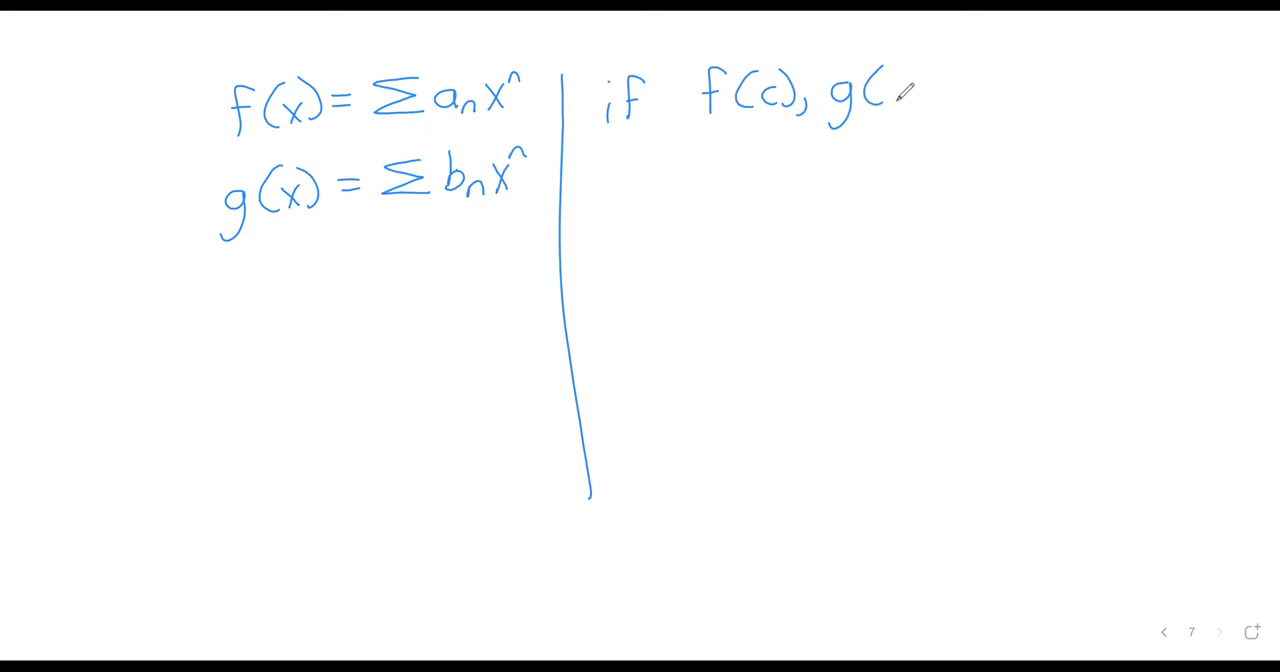 f(x) = Σ aₙxⁿ
g(x) = Σ bₙxⁿ
if f(c), g(
7